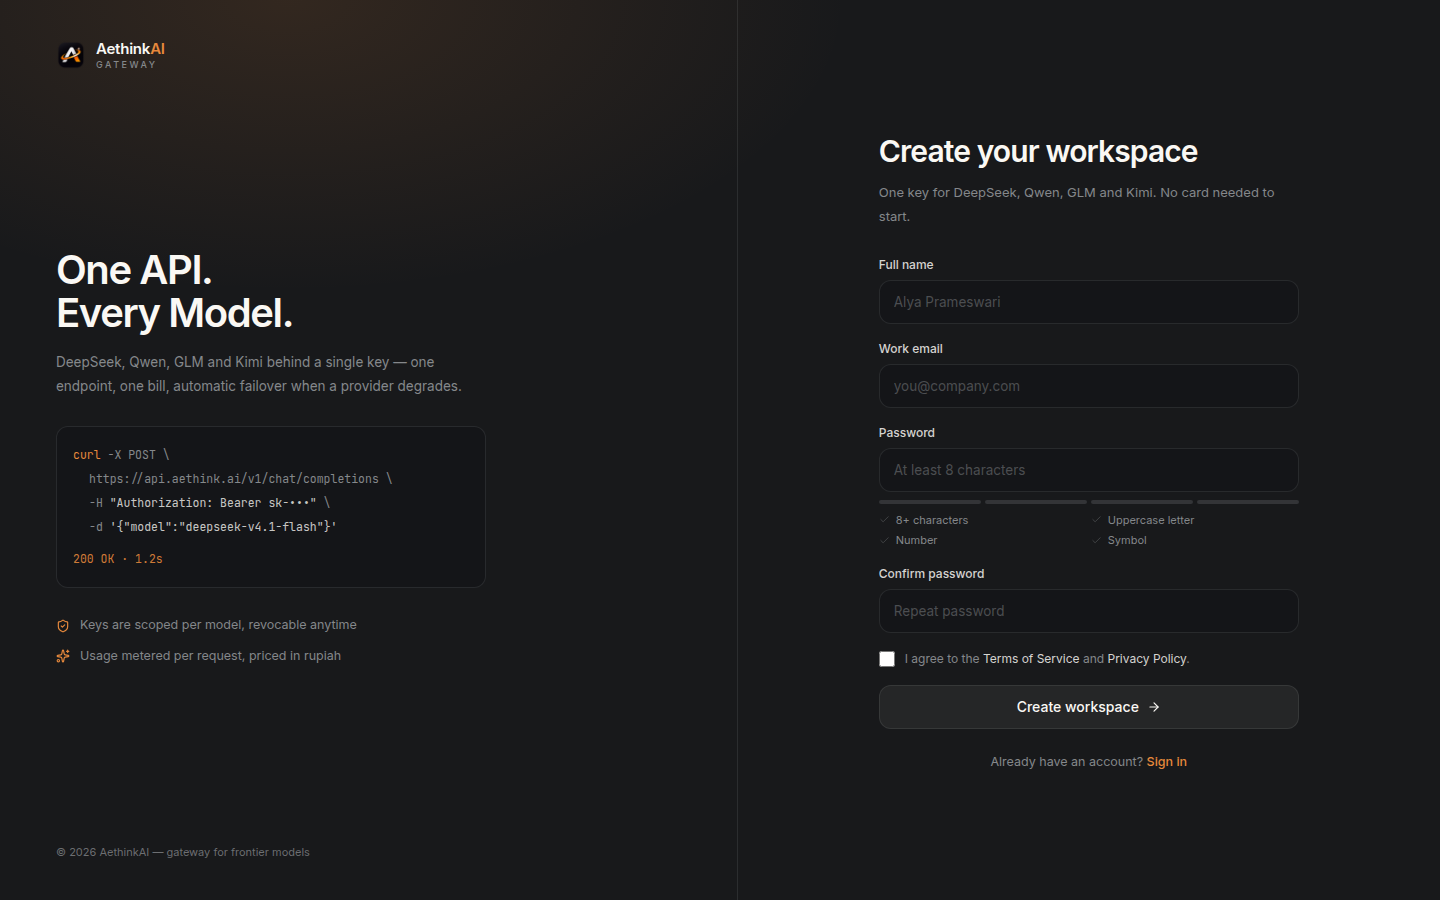 AethinkAI
GATEWAY
One API.
Every Model.
DeepSeek, Qwen, GLM and Kimi behind a single key — one
endpoint, one bill, automatic failover when a provider degrades.
curl -X POST \
https://api.aethink.ai/v1/chat/completions \
-H "Authorization: Bearer sk-•••" \
-d '{"model":"deepseek-v4.1-flash"}'
200 OK · 1.2s
Keys are scoped per model, revocable anytime
Usage metered per request, priced in rupiah
© 2026 AethinkAI — gateway for frontier models
Create your workspace
One key for DeepSeek, Qwen, GLM and Kimi. No card needed to
start.
Full name
Alya Prameswari
Work email
you@company.com
Password
At least 8 characters
8+ characters
Uppercase letter
Number
Symbol
Confirm password
Repeat password
I agree to the Terms of Service and Privacy Policy.
Create workspace →
Already have an account? Sign in